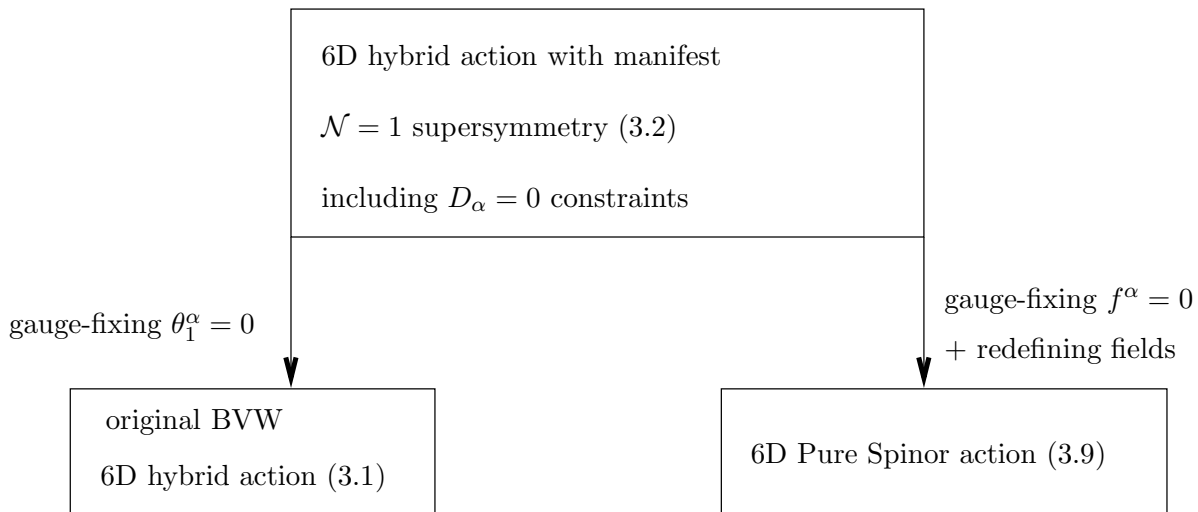 6D hybrid action with manifest
𝒩 = 1 supersymmetry (3.2)
including D_α = 0 constraints
gauge-fixing θ₁^α = 0
gauge-fixing f^α = 0
+ redefining fields
original BVW
6D hybrid action (3.1)
6D Pure Spinor action (3.9)